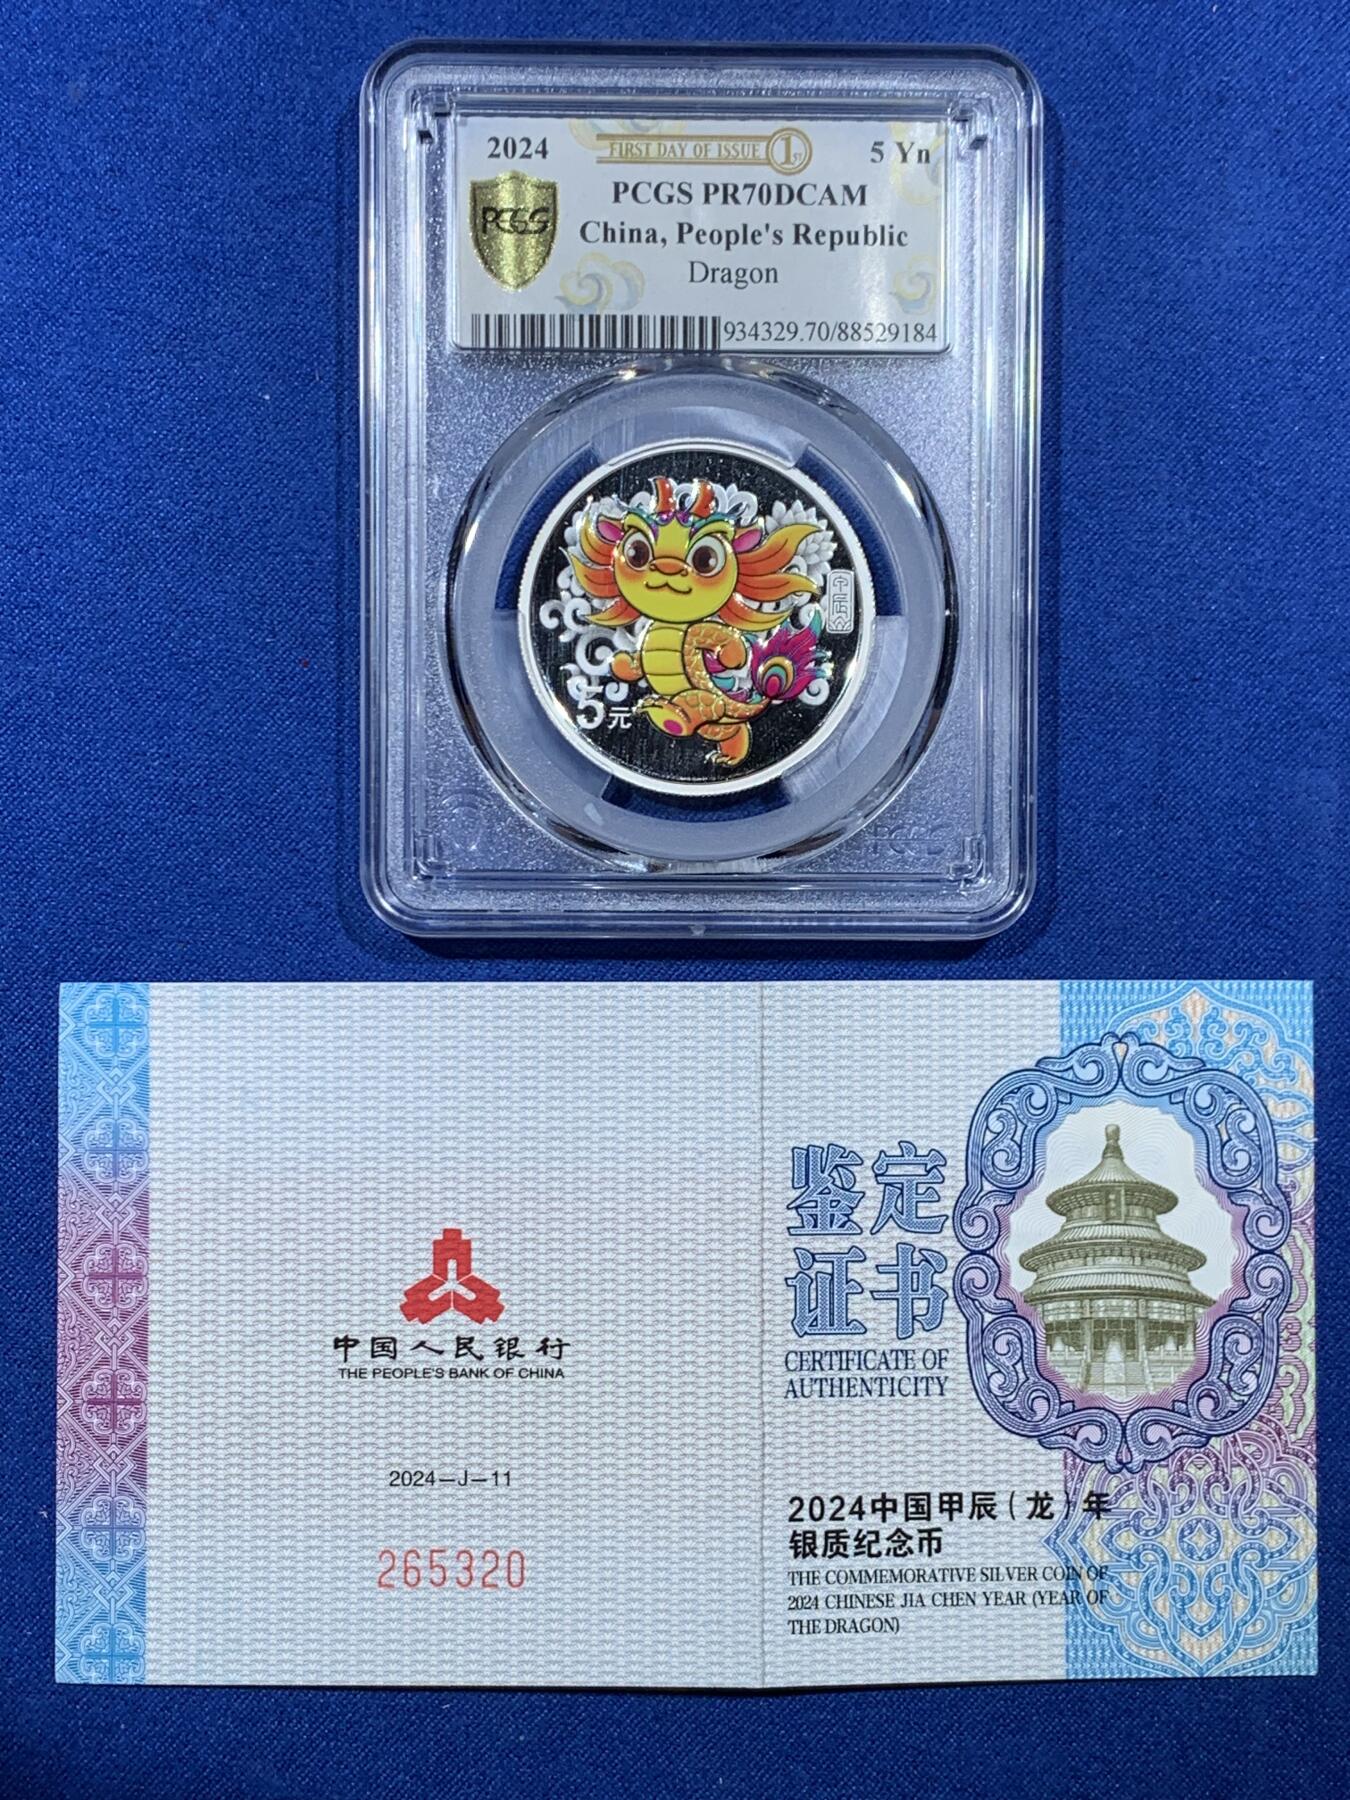 2024
FIRST DAY OF ISSUE 1ST
5 Yn
PCGS
PCGS PR70DCAM
China, People's Republic
Dragon
934329.70/88529184
5元
中国人民银行
THE PEOPLE'S BANK OF CHINA
2024-J-11
265320
鉴定
证书
CERTIFICATE OF
AUTHENTICITY
2024中国甲辰(龙)年
银质纪念币
THE COMMEMORATIVE SILVER COIN OF
2024 CHINESE JIA CHEN YEAR (YEAR OF
THE DRAGON)